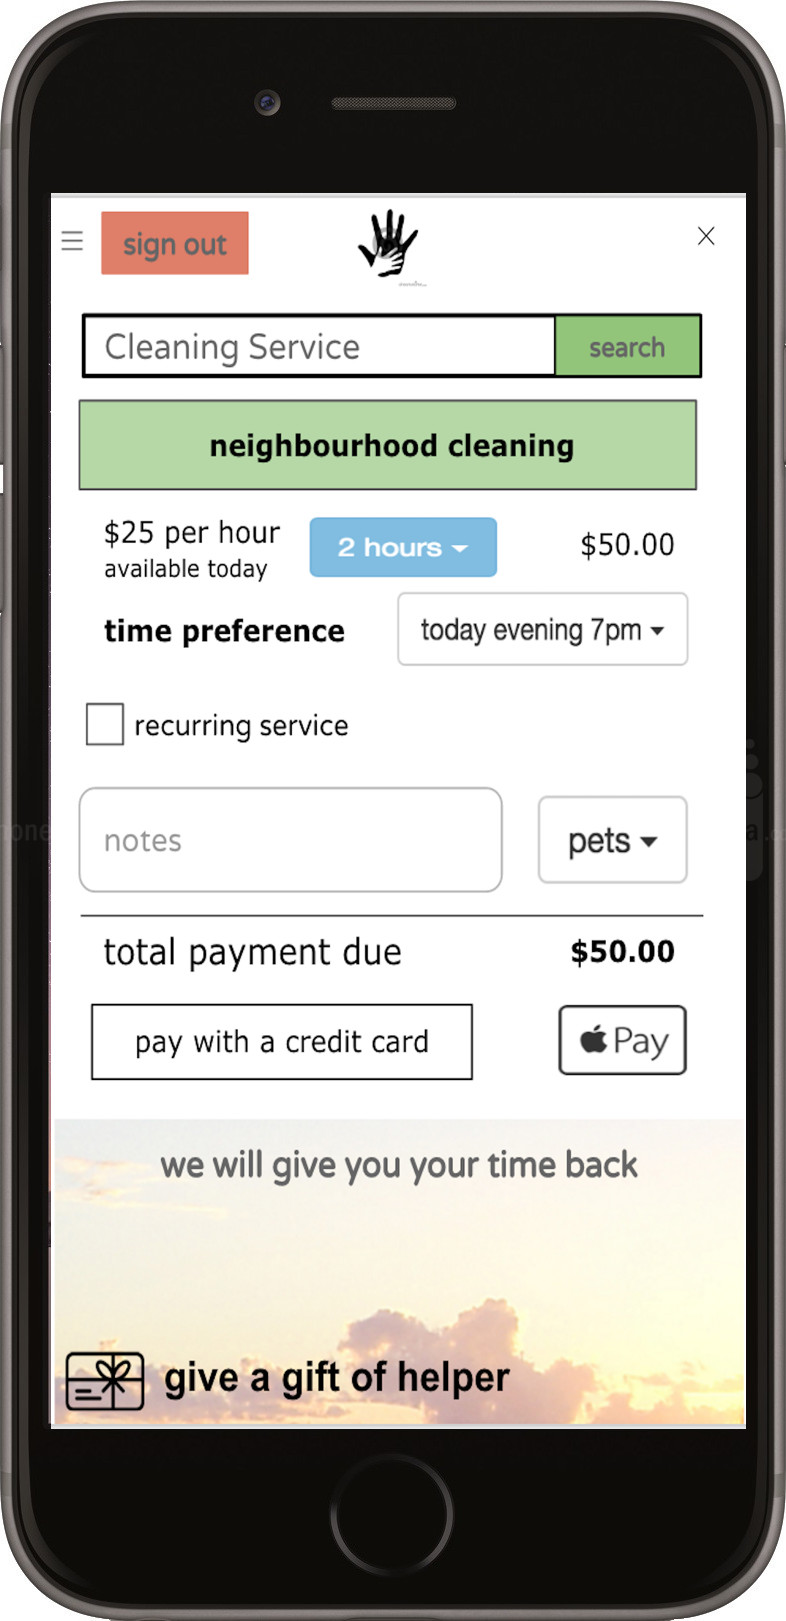 sign out
Cleaning Service
search
neighbourhood cleaning
$25 per hour
2 hours
$50.00
available today
time preference
today evening 7pm
recurring service
notes
pets
total payment due
$50.00
pay with a credit card
Pay
we will give you your time back
give a gift of helper